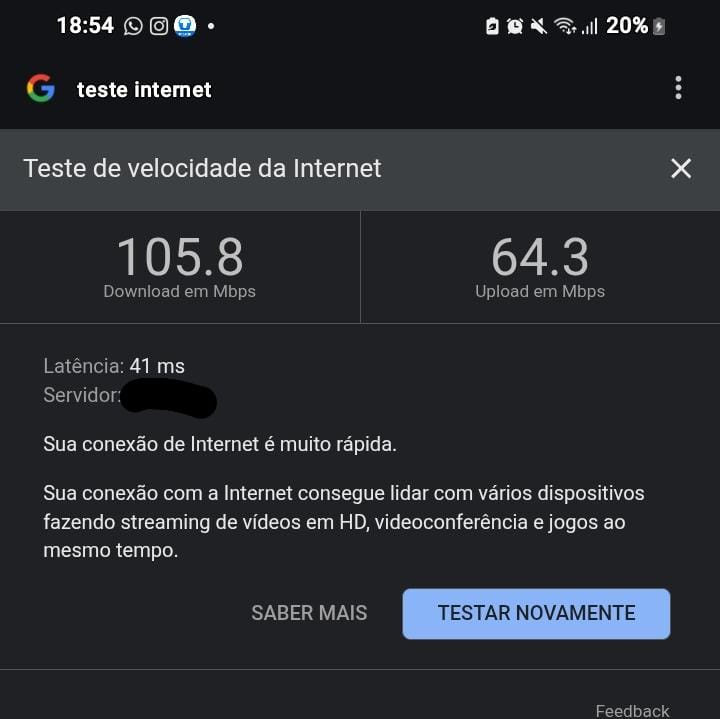 18:54
20%
teste internet
Teste de velocidade da Internet
105.8
Download em Mbps
64.3
Upload em Mbps
Latência: 41 ms
Servidor:
Sua conexão de Internet é muito rápida.
Sua conexão com a Internet consegue lidar com vários dispositivos
fazendo streaming de vídeos em HD, videoconferência e jogos ao
mesmo tempo.
SABER MAIS
TESTAR NOVAMENTE
Feedback